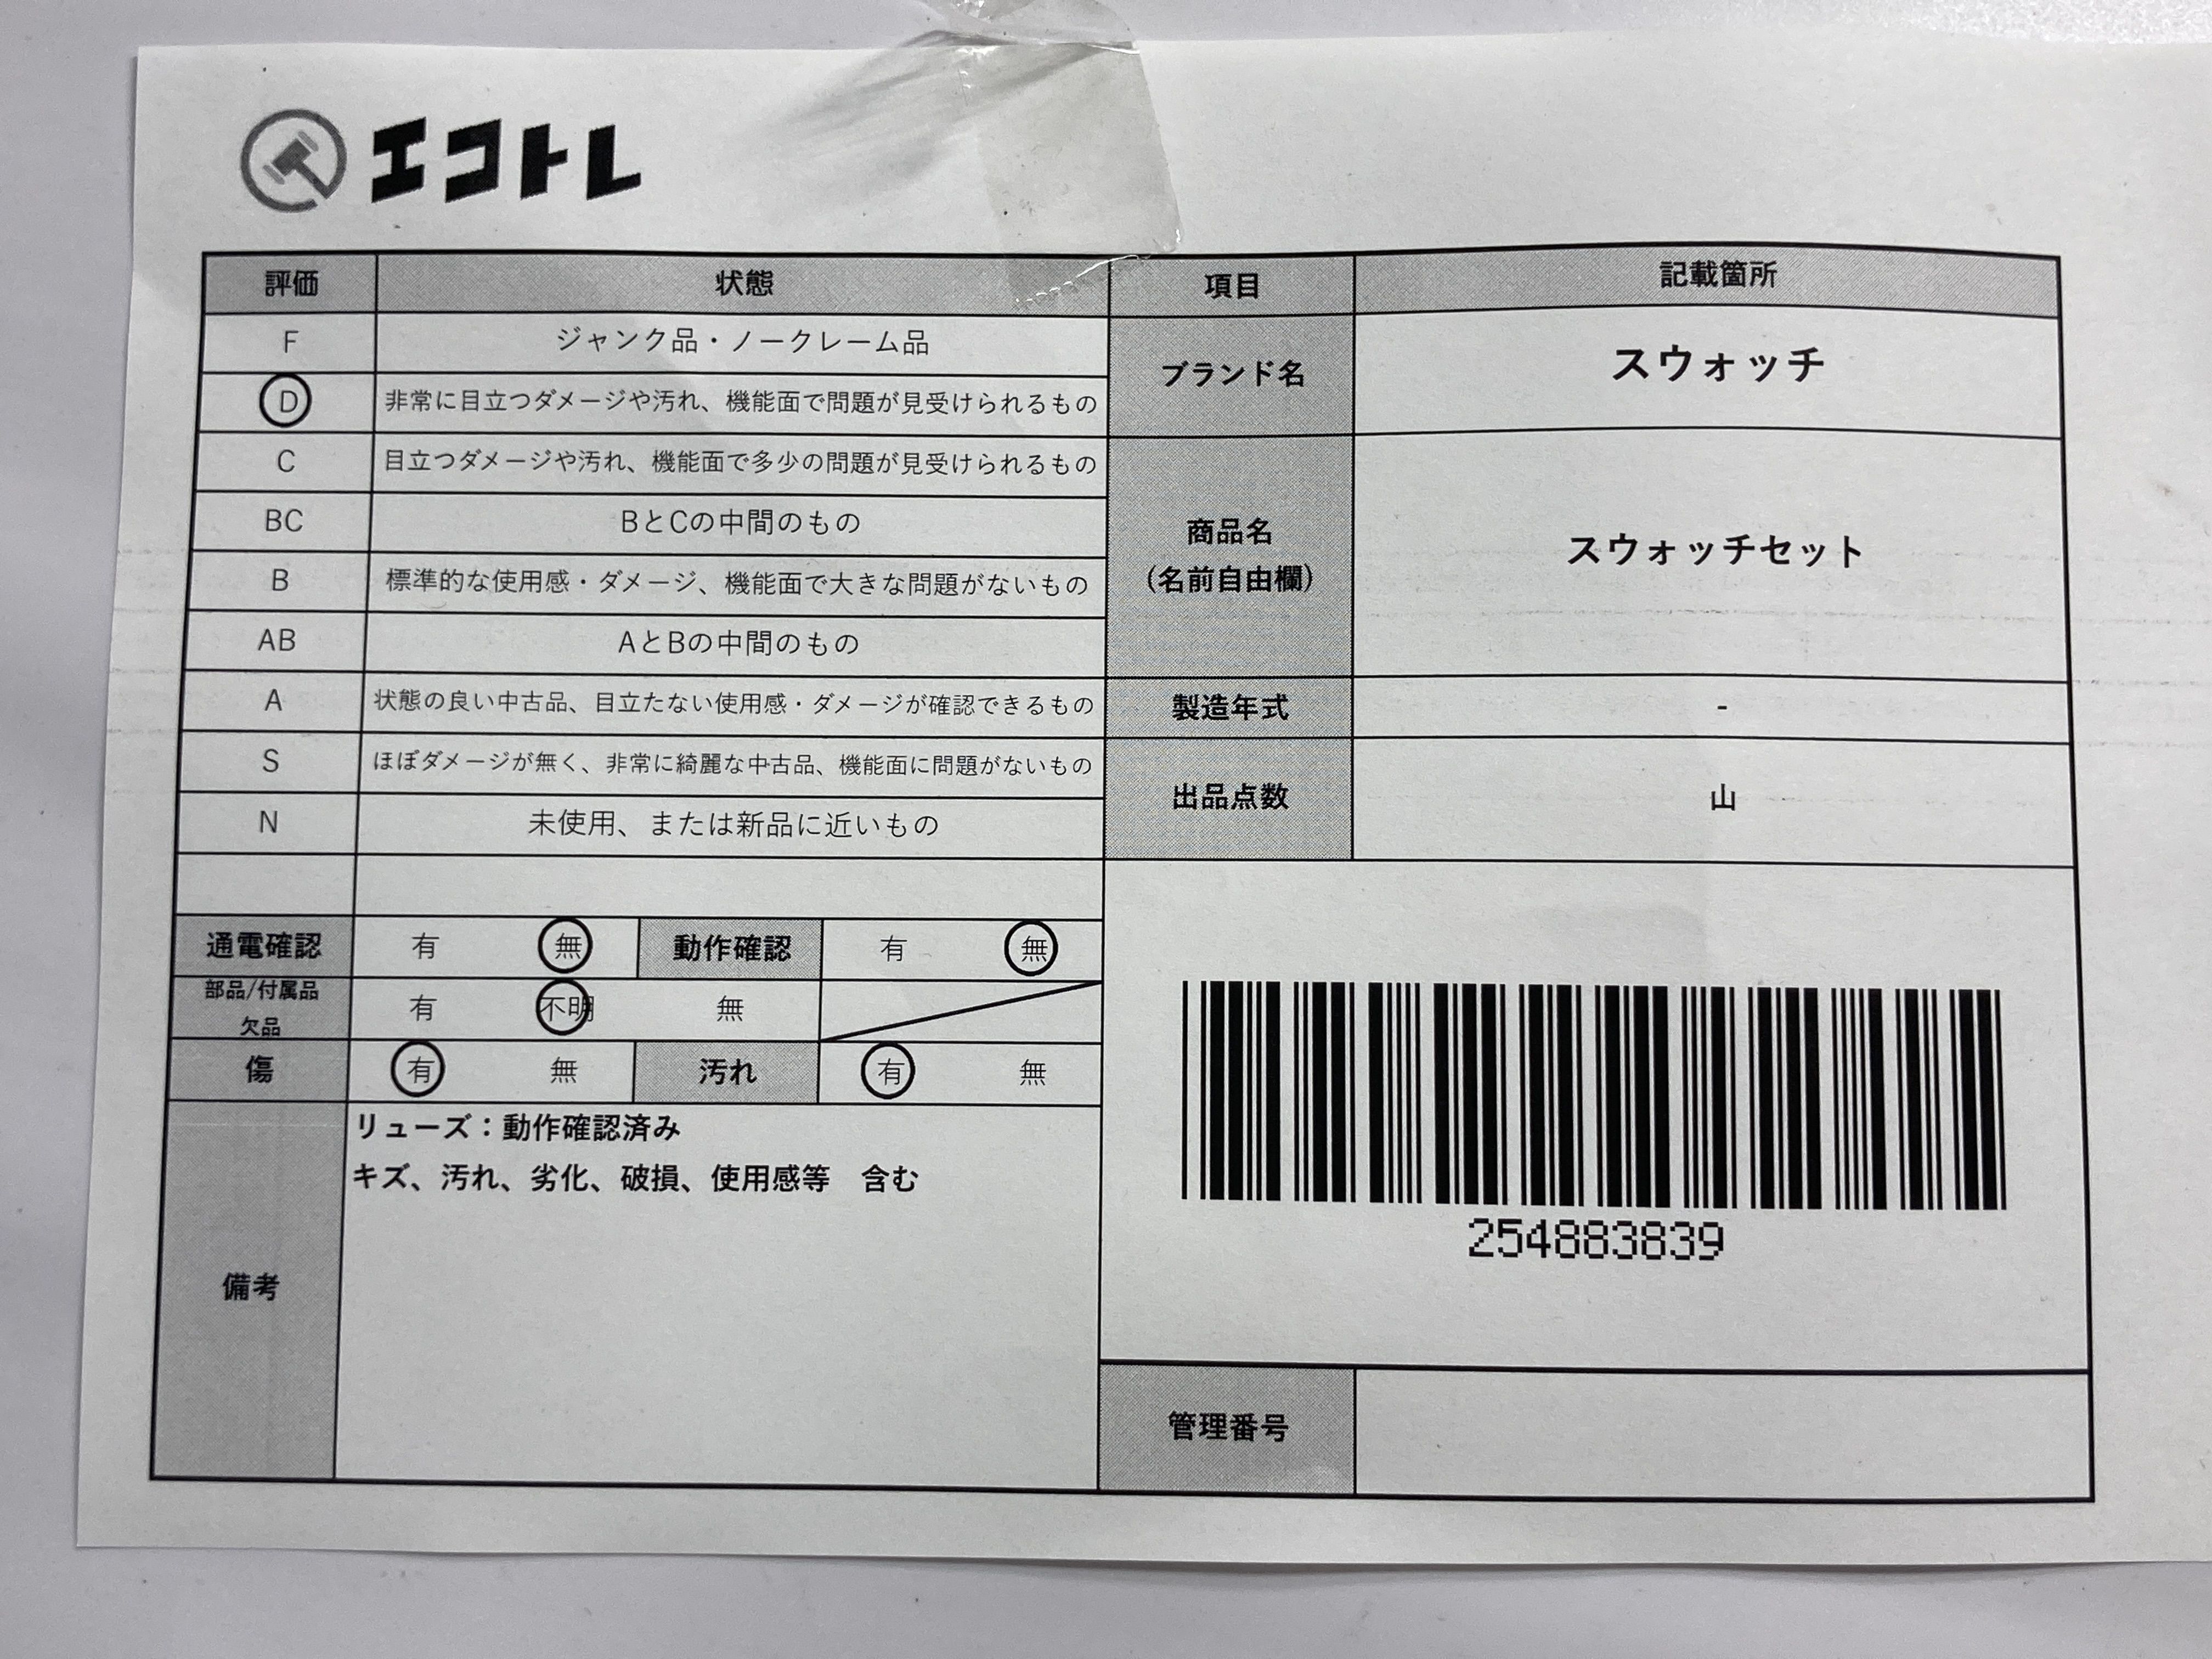 エコトレ
評価 状態 項目 記載箇所
F ジャンク品・ノークレーム品
D 非常に目立つダメージや汚れ、機能面で問題が見受けられるもの
ブランド名 スウォッチ
C 目立つダメージや汚れ、機能面で多少の問題が見受けられるもの
BC BとCの中間のもの
商品名
(名前自由欄)
スウォッチセット
B 標準的な使用感・ダメージ、機能面で大きな問題がないもの
AB AとBの中間のもの
A 状態の良い中古品、目立たない使用感・ダメージが確認できるもの
製造年式 -
S ほぼダメージが無く、非常に綺麗な中古品、機能面に問題がないもの
出品点数 山
N 未使用、または新品に近いもの
通電確認 有 無 動作確認 有 無
部品/付属品
欠品
有 不明 無
傷 有 無 汚れ 有 無
備考
リューズ：動作確認済み
キズ、汚れ、劣化、破損、使用感等　含む
254883839
管理番号